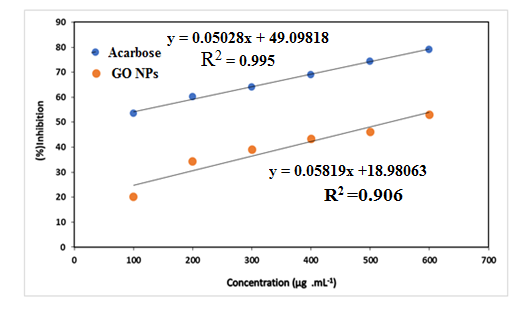 90
80
70
60
50
40
30
20
10
0
(%)Inhibition
y = 0.05028x + 49.09818
R² = 0.995
Acarbose
GO NPs
y = 0.05819x +18.98063
R² =0.906
0 100 200 300 400 500 600 700
Concentration (µg .mL⁻¹)